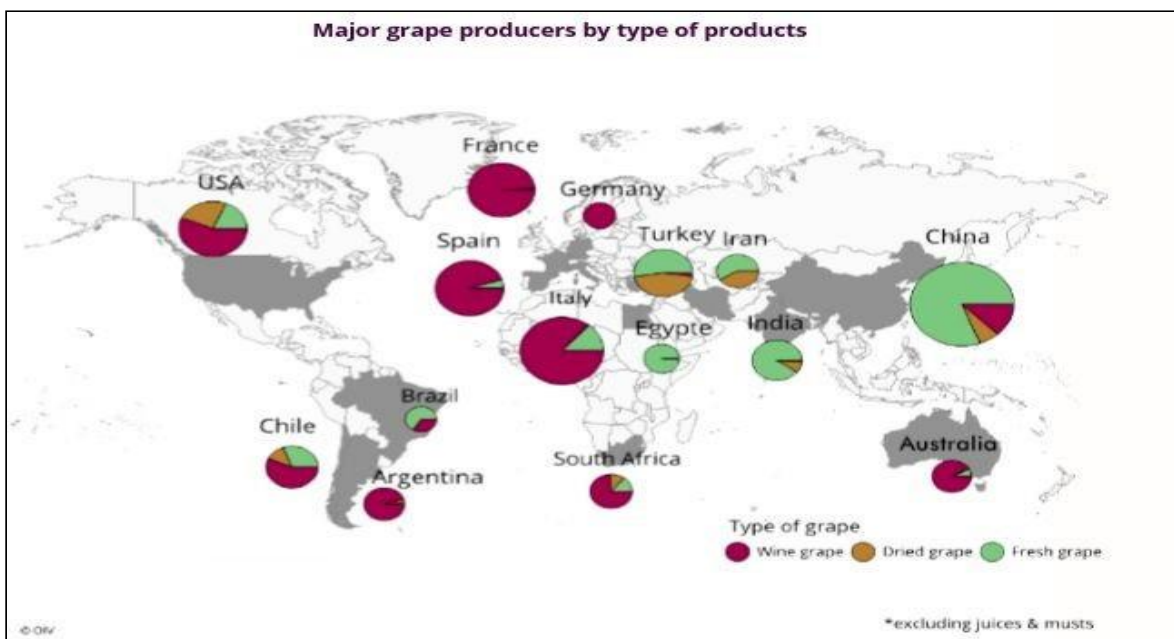 Major grape producers by type of products
France
USA
Germany
Spain
Turkey
Iran
China
Italy
Egypte
India
Brazil
Chile
Australia
South Africa
Argentina
Type of grape
Wine grape Dried grape Fresh grape
*excluding juices & musts
© OIV